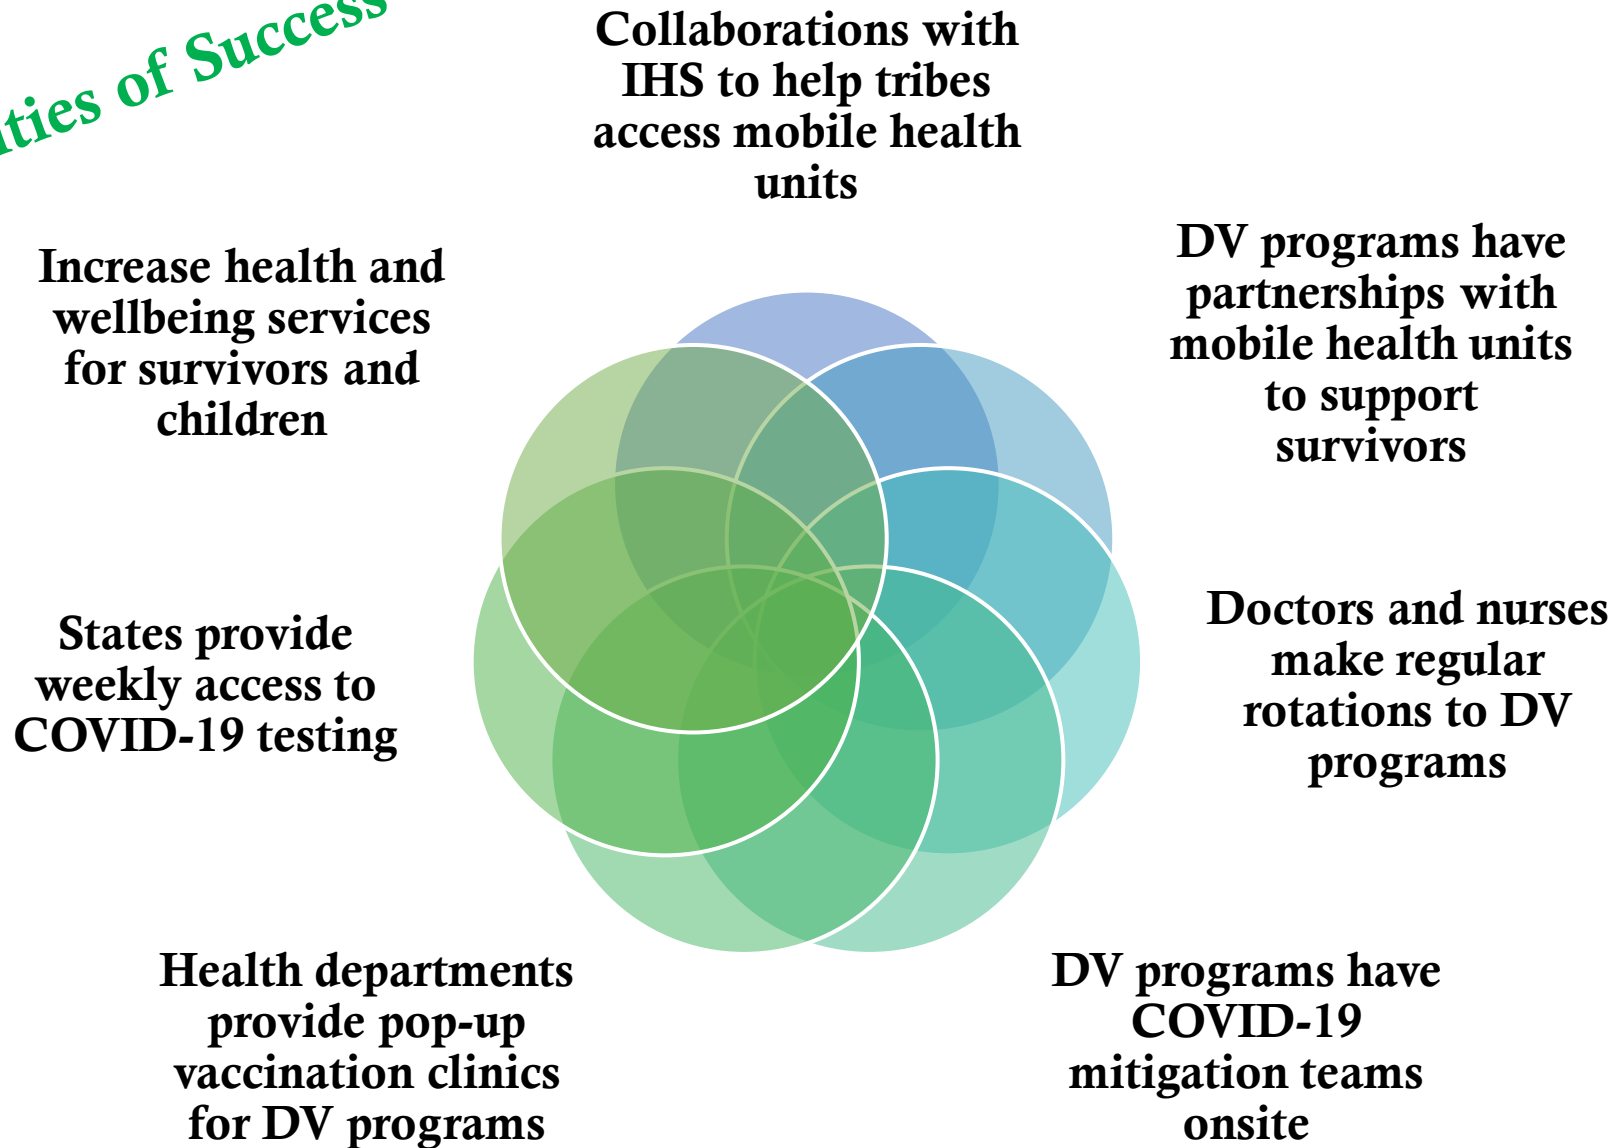 of Success
Collaborations with
IHS to help tribes
access mobile health
units
DV programs have
partnerships with
mobile health units
to support
survivors
Doctors and nurses
make regular
rotations to DV
programs
DV programs have
COVID-19
mitigation teams
onsite
Health departments
provide pop-up
vaccination clinics
for DV programs
States provide
weekly access to
COVID-19 testing
Increase health and
wellbeing services
for survivors and
children